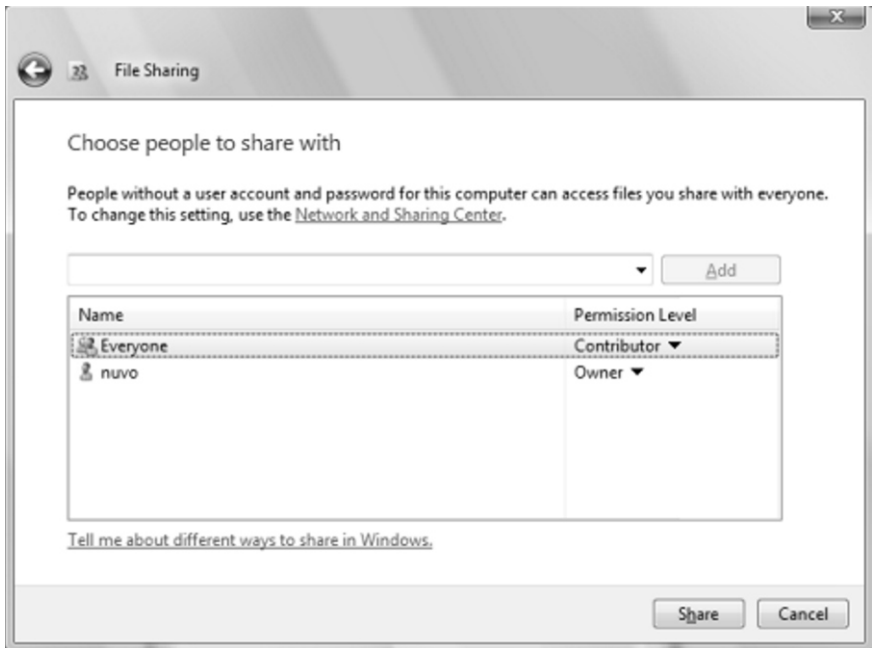 File Sharing
Choose people to share with
People without a user account and password for this computer can access files you share with everyone.
To change this setting, use the Network and Sharing Center.
Add
Name Permission Level
Everyone Contributor
nuvo Owner
Tell me about different ways to share in Windows.
Share Cancel